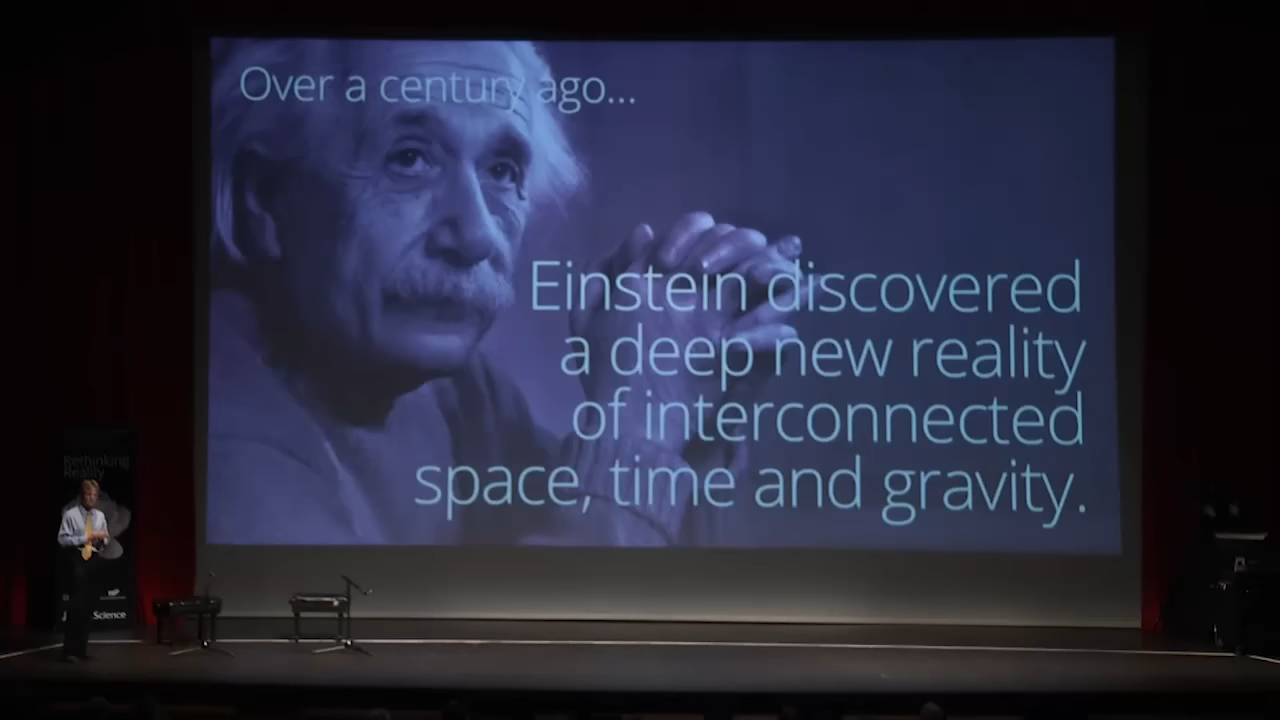 Over a century ago...
Einstein discovered
a deep new reality
of interconnected
space, time and gravity.
Rethinking
Reality
Science